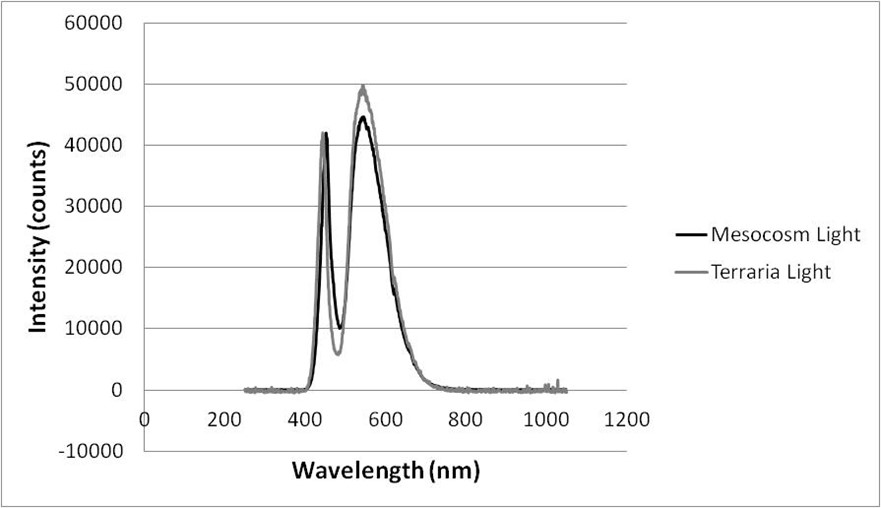 60000
50000
40000
30000
20000
10000
0
-10000
0 200 400 600 800 1000 1200
Intensity (counts)
Wavelength (nm)
Mesocosm Light
Terraria Light